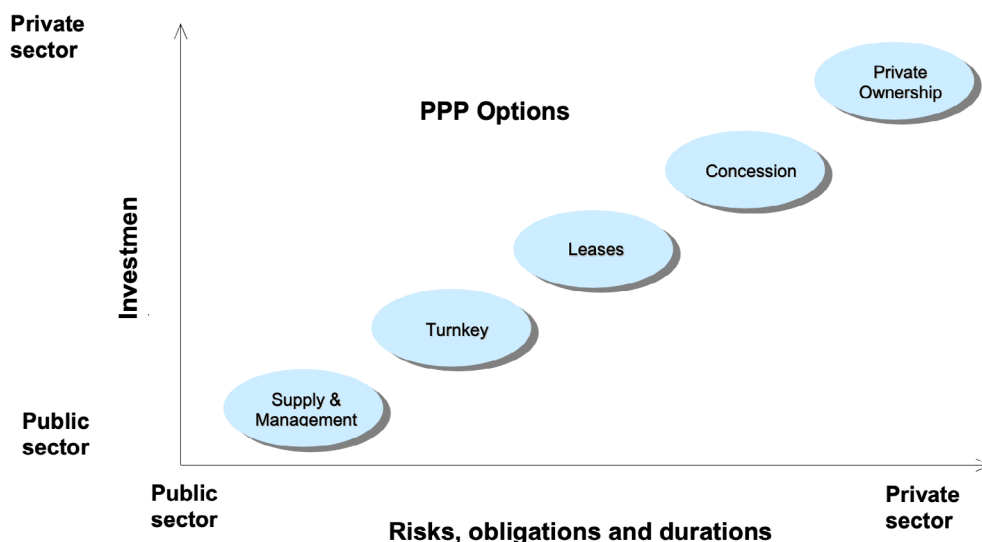 Private
sector
PPP Options
Private
Ownership
Concession
Leases
Turnkey
Supply &
Management
Investmen
Public
sector
Public
sector
Private
sector
Risks, obligations and durations